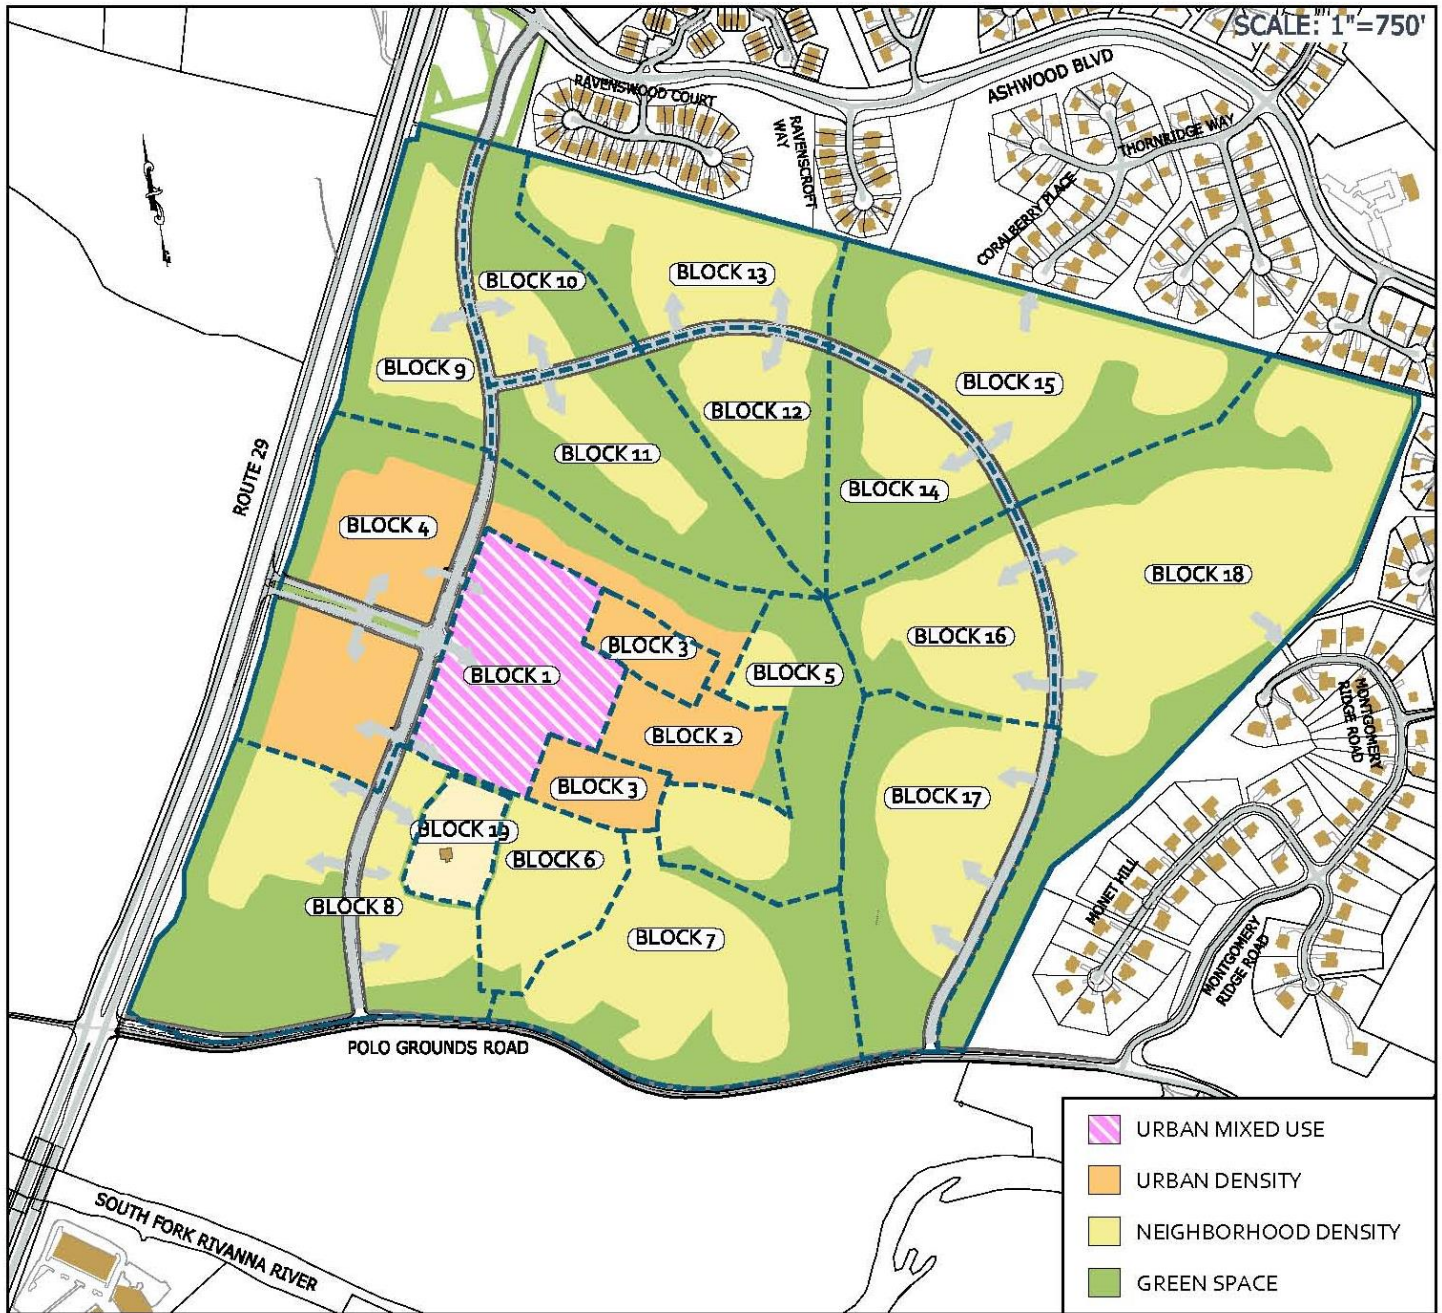 SCALE: 1"=750'
ASHWOOD BLVD
RAVENSWOOD COURT
RAVENSCROFT
WAY
THORNRIDGE WAY
CORALBERRY PLACE
BLOCK 13
BLOCK 10
BLOCK 9
BLOCK 15
BLOCK 12
BLOCK 11
BLOCK 14
ROUTE 29
BLOCK 4
BLOCK 18
BLOCK 16
BLOCK 3
BLOCK 1
BLOCK 5
BLOCK 2
MONTGOMERY
RIDGE ROAD
BLOCK 3
BLOCK 17
BLOCK 19
BLOCK 6
BLOCK 8
BLOCK 7
MONET HILL
MONTGOMERY
RIDGE ROAD
POLO GROUNDS ROAD
SOUTH FORK RIVANNA RIVER
URBAN MIXED USE
URBAN DENSITY
NEIGHBORHOOD DENSITY
GREEN SPACE